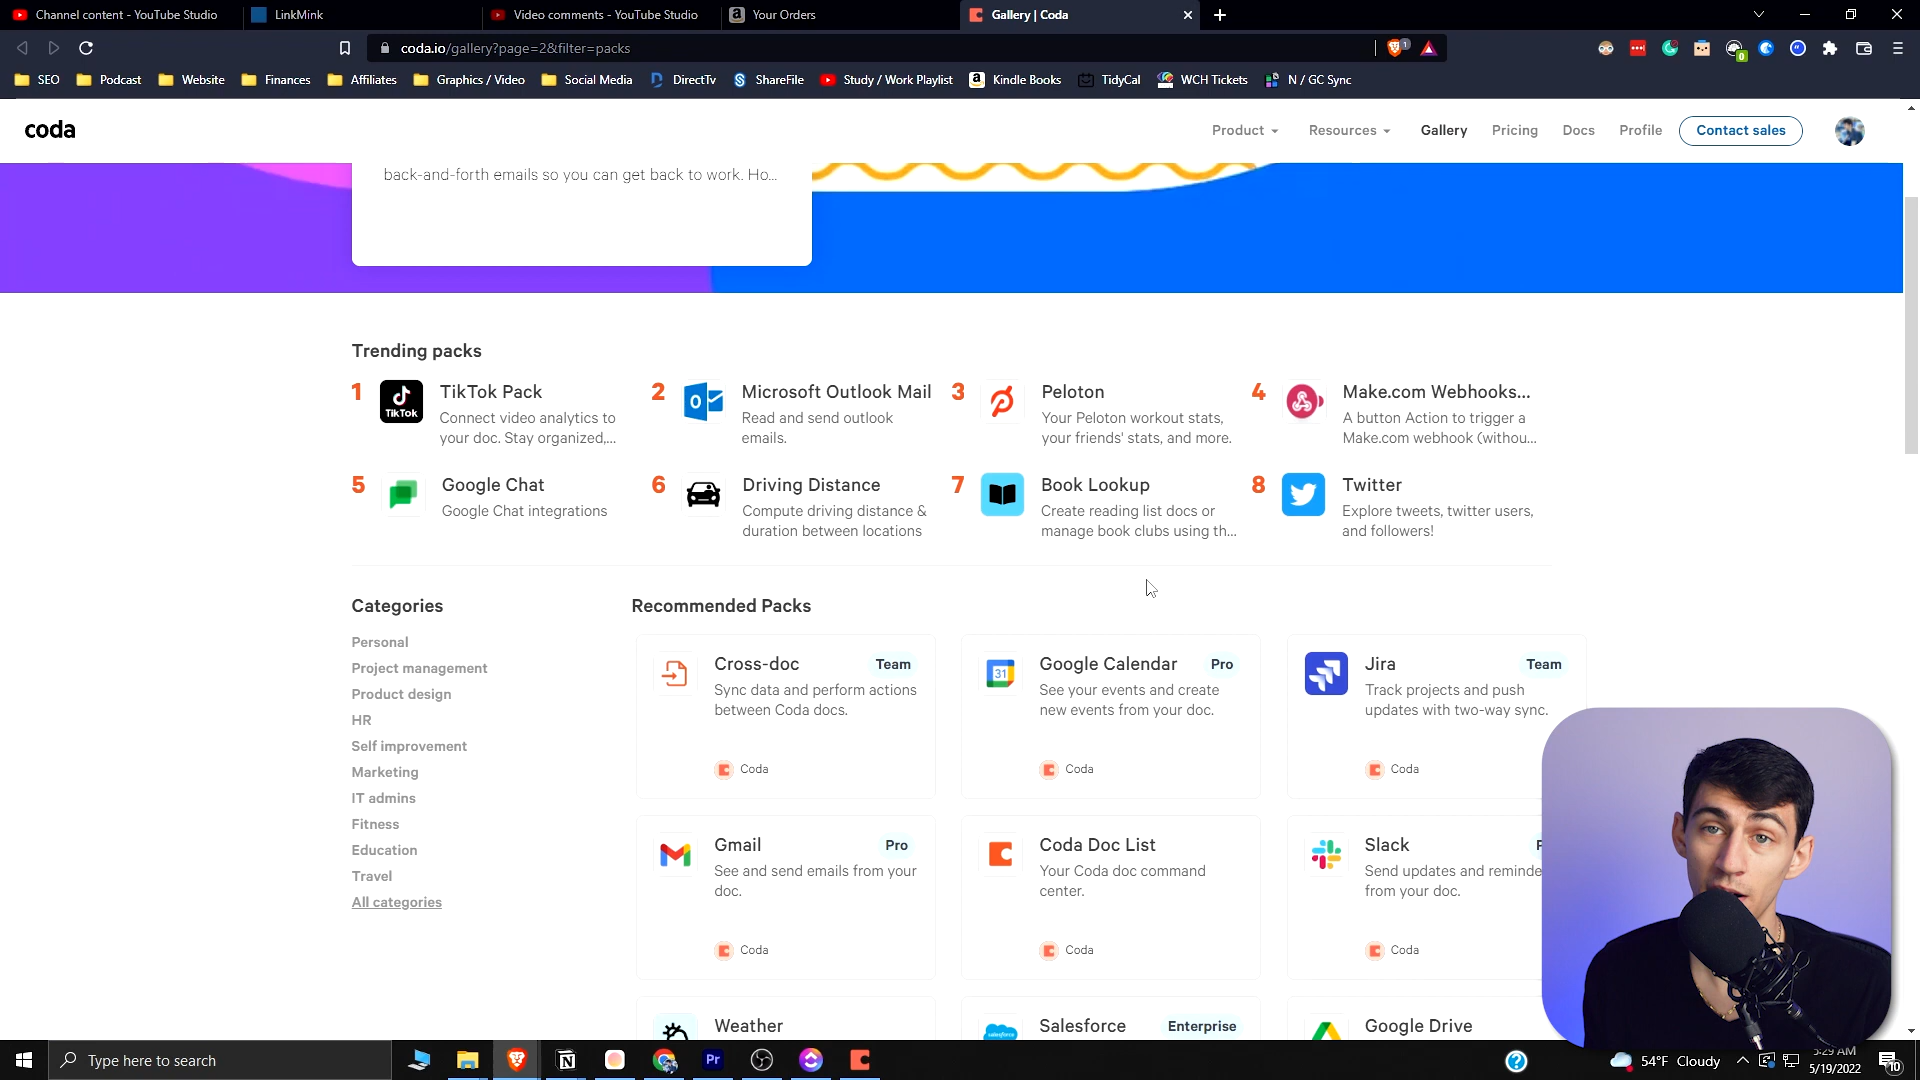 Channel content - YouTube Studio
LinkMink
Video comments - YouTube Studio
Your Orders
Gallery | Coda
coda.io/gallery?page=2&filter=packs
SEO
Podcast
Website
Finances
Affiliates
Graphics / Video
Social Media
DirectTv
ShareFile
Study / Work Playlist
Kindle Books
TidyCal
WCH Tickets
N / GC Sync
coda
Product
Resources
Gallery
Pricing
Docs
Profile
Contact sales
back-and-forth emails so you can get back to work. Ho...
Trending packs
1
TikTok
TikTok Pack
Connect video analytics to
your doc. Stay organized,...
2
Microsoft Outlook Mail
Read and send outlook
emails.
3
Peloton
Your Peloton workout stats,
your friends' stats, and more.
4
Make.com Webhooks...
A button Action to trigger a
Make.com webhook (withou...
5
Google Chat
Google Chat integrations
6
Driving Distance
Compute driving distance &
duration between locations
7
Book Lookup
Create reading list docs or
manage book clubs using th...
8
Twitter
Explore tweets, twitter users,
and followers!
Categories
Personal
Project management
Product design
HR
Self improvement
Marketing
IT admins
Fitness
Education
Travel
All categories
Recommended Packs
Cross-doc
Team
Sync data and perform actions
between Coda docs.
Coda
31
Google Calendar
Pro
See your events and create
new events from your doc.
Coda
Jira
Team
Track projects and push
updates with two-way sync.
Coda
Gmail
Pro
See and send emails from your
doc.
Coda
Coda Doc List
Your Coda doc command
center.
Coda
Slack
Send updates and reminde
from your doc.
Coda
Weather
salesforce
Salesforce
Enterprise
Google Drive
Type here to search
Pr
54°F Cloudy
5:29 AM
5/19/2022
10